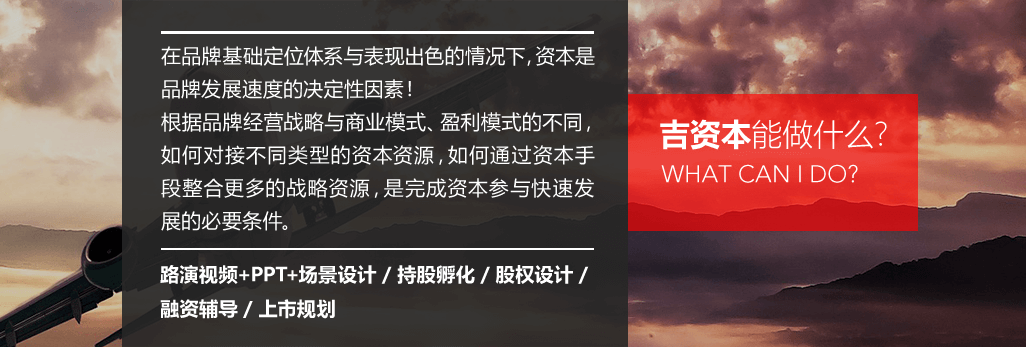 在品牌基础定位体系与表现出色的情况下，资本是
品牌发展速度的决定性因素！
根据品牌经营战略与商业模式、盈利模式的不同，
如何对接不同类型的资本资源，如何通过资本手
段整合更多的战略资源，是完成资本参与快速发
展的必要条件。
路演视频+PPT+场景设计 / 持股孵化 / 股权设计 /
融资辅导 / 上市规划
吉资本能做什么？
WHAT CAN I DO?